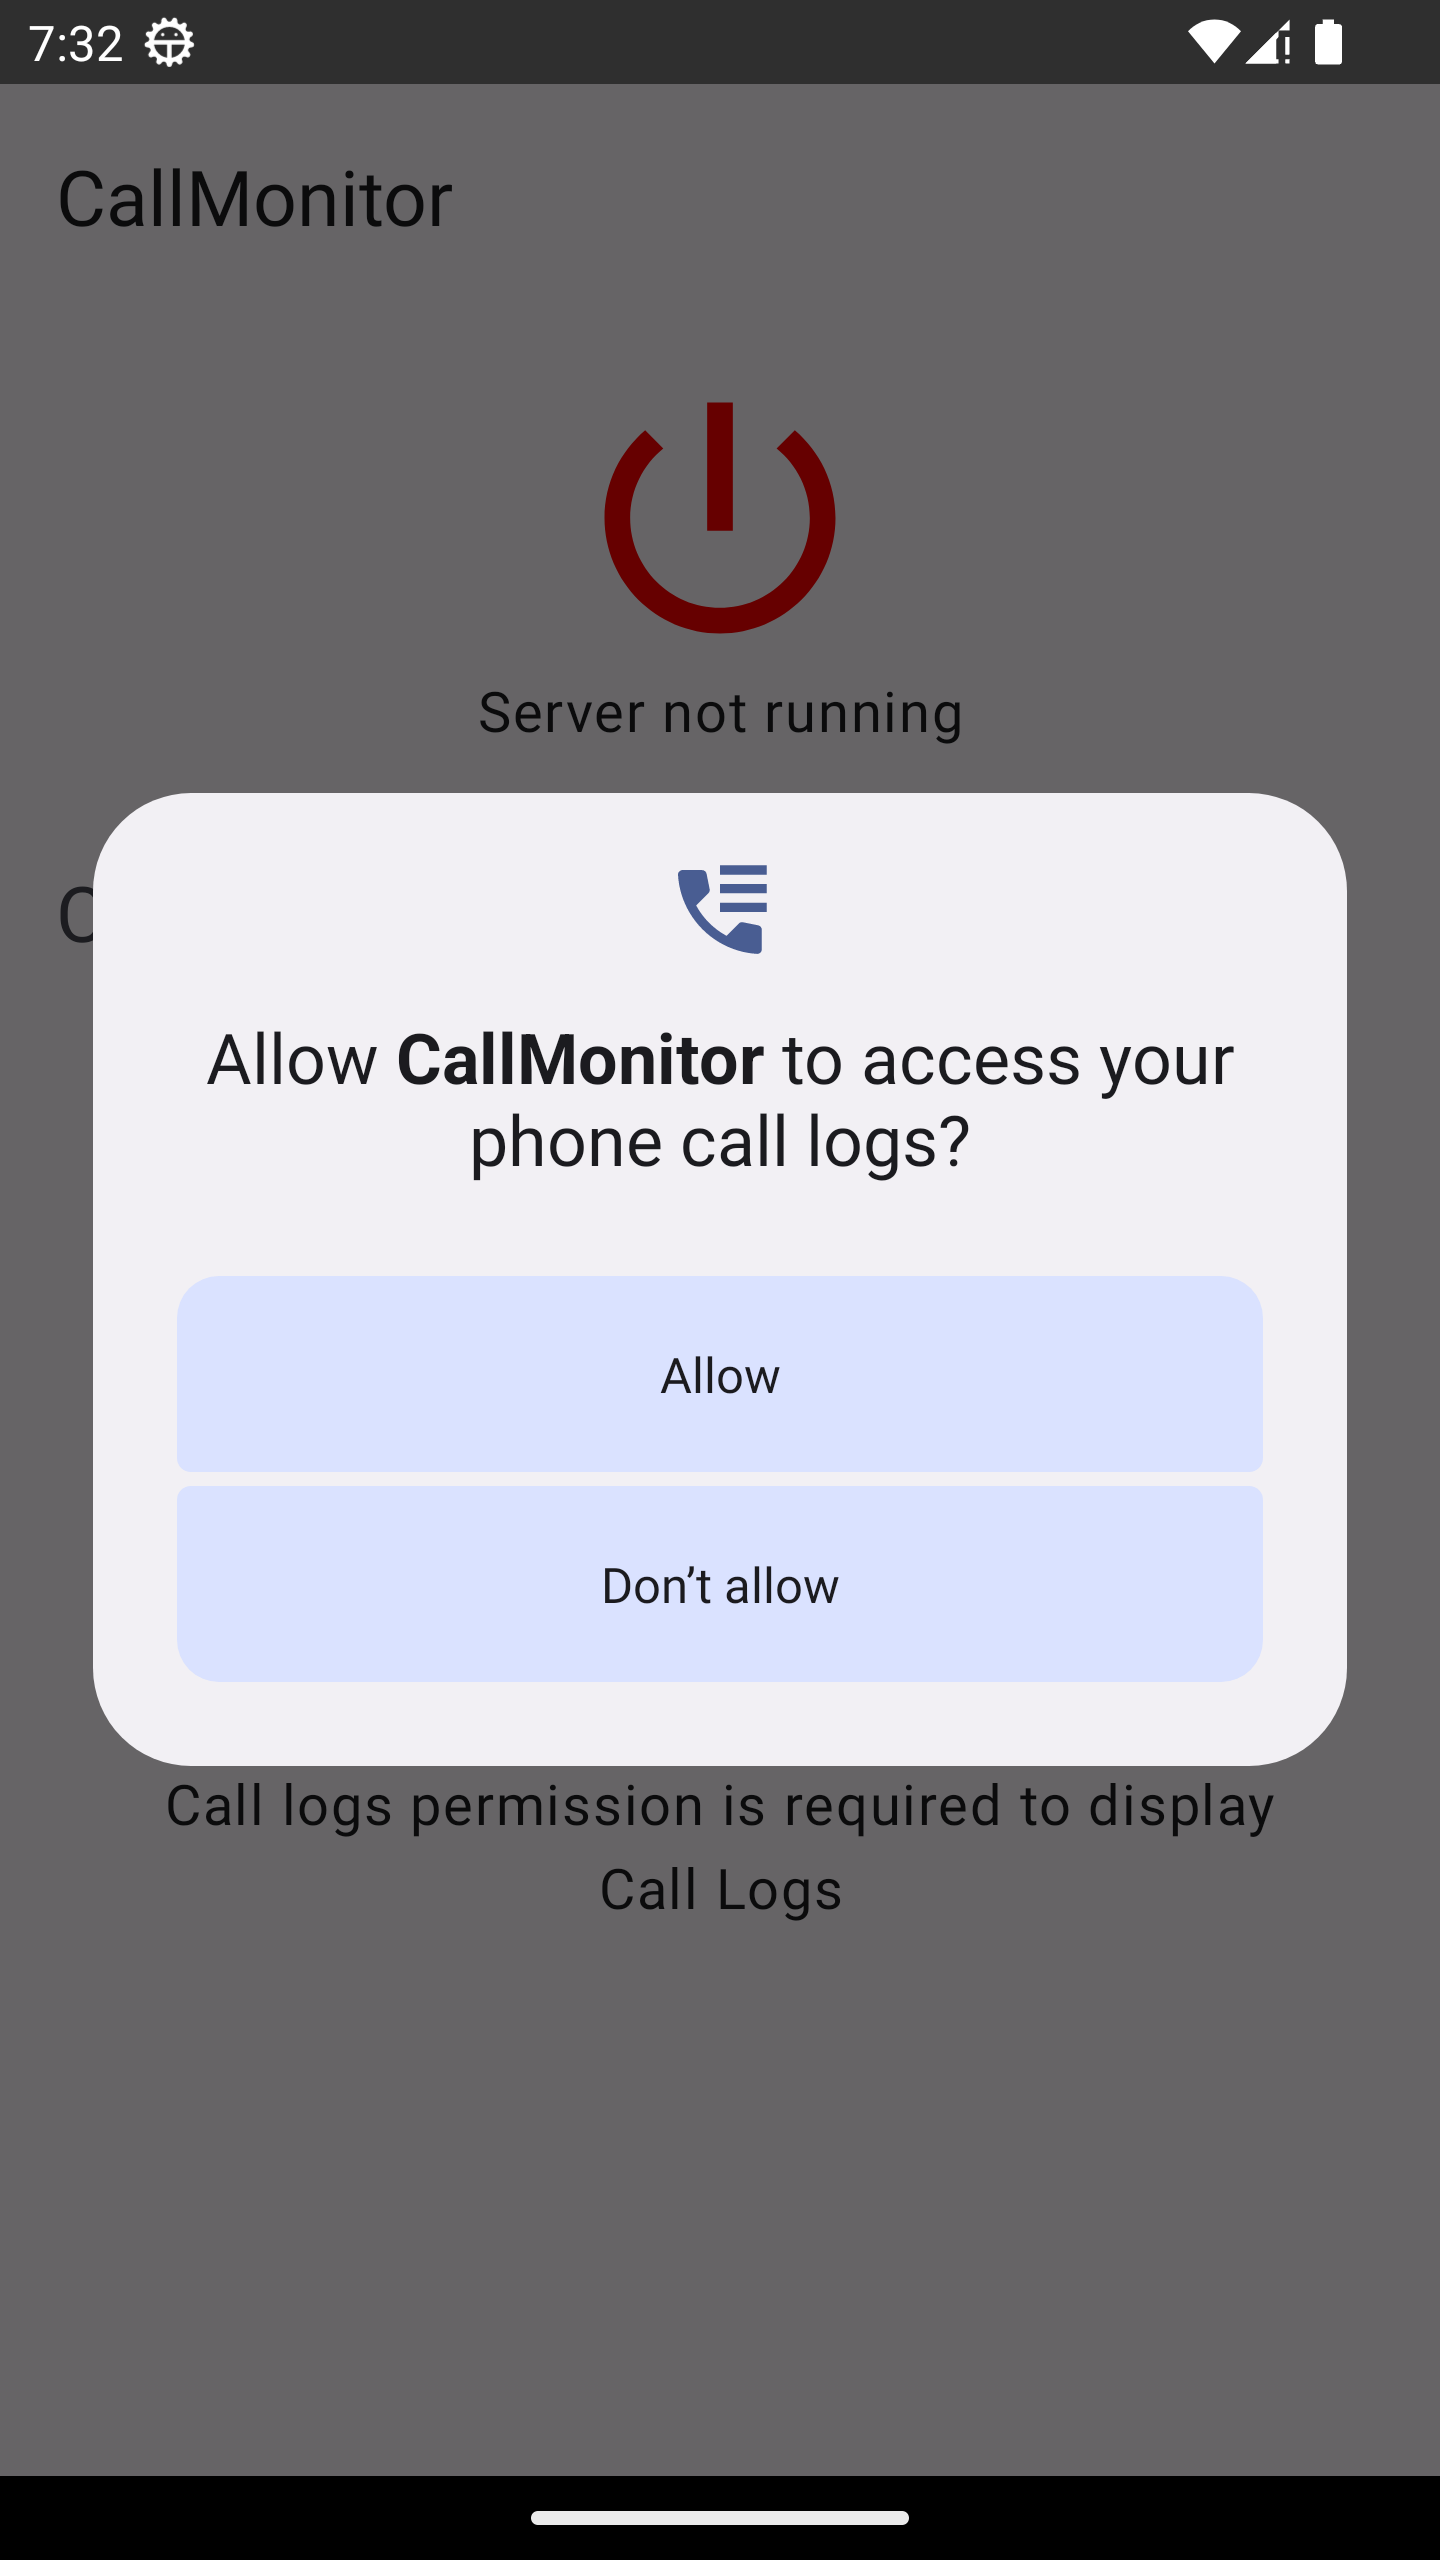 7:32
CallMonitor
Server not running
Allow CallMonitor to access your
phone call logs?
Allow
Don’t allow
Call logs permission is required to display
Call Logs